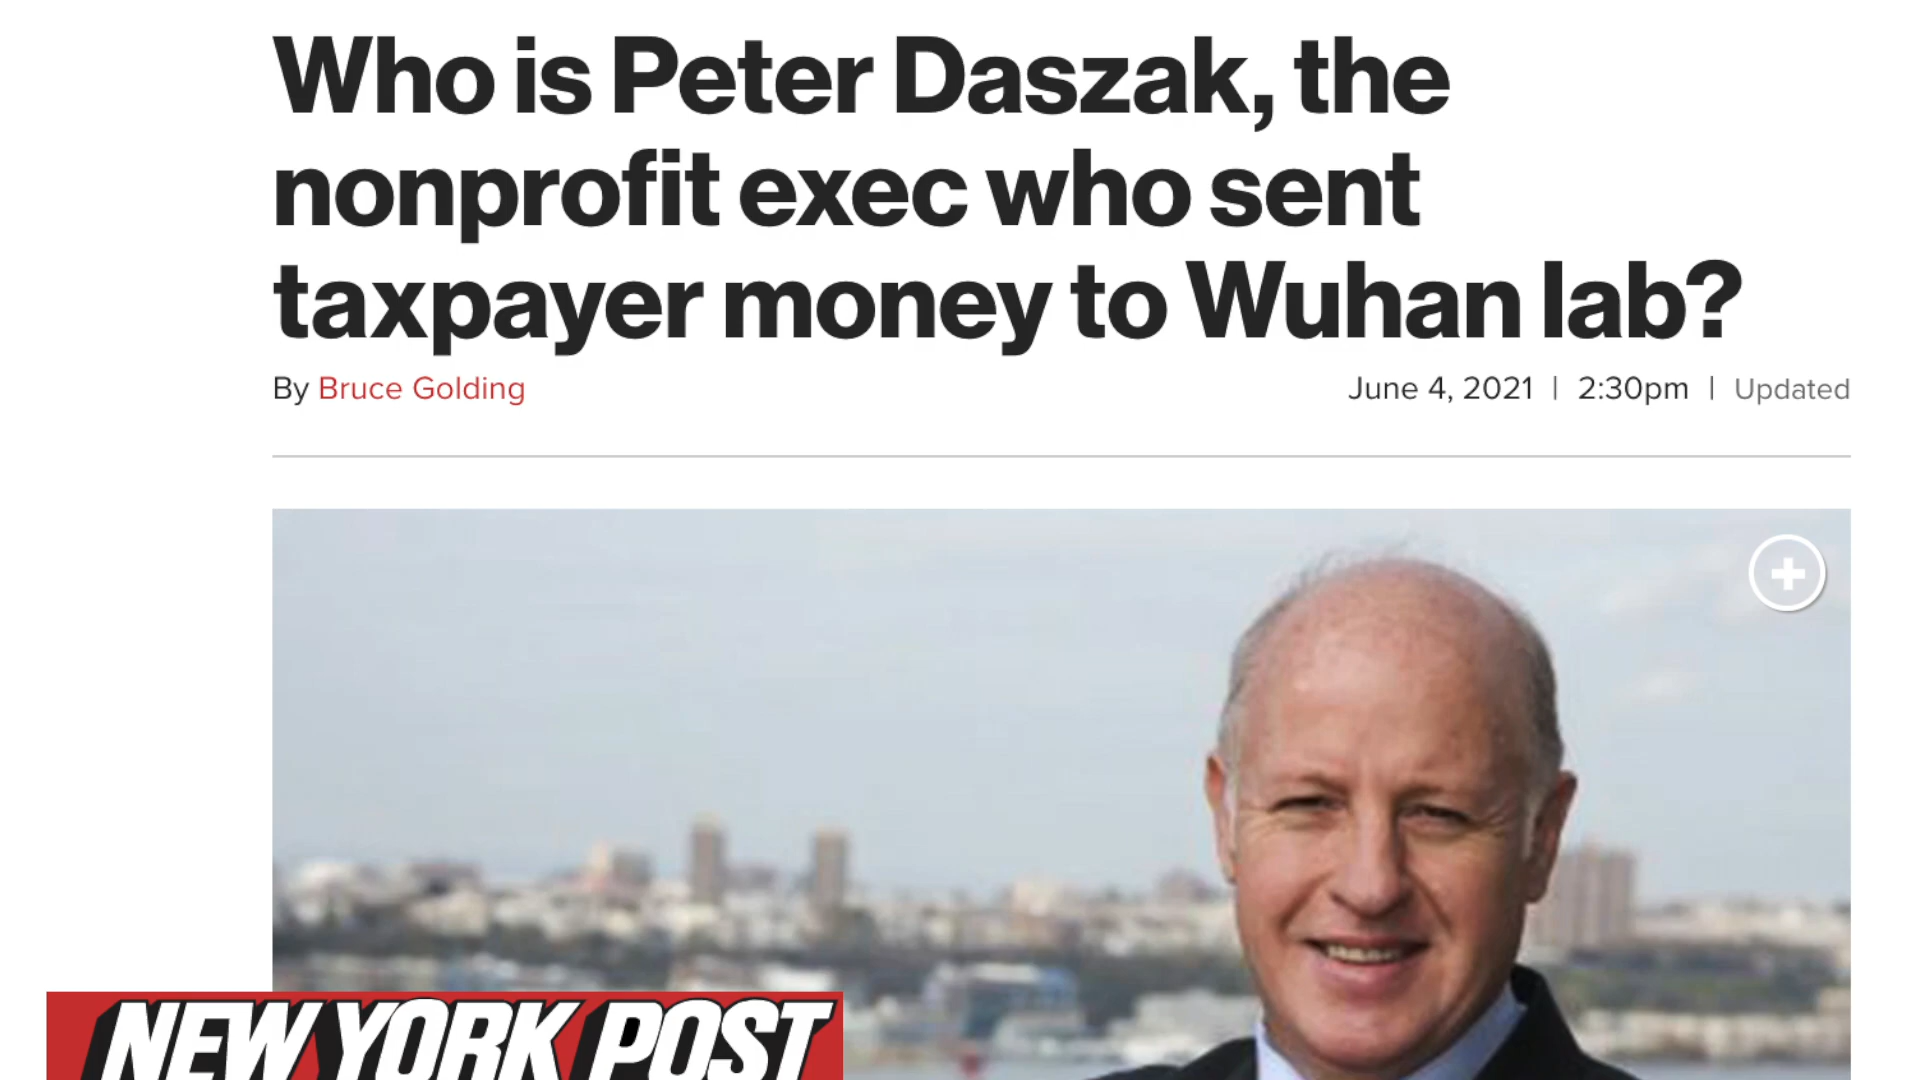 Who is Peter Daszak, the
nonprofit exec who sent
taxpayer money to Wuhan lab?
By Bruce Golding
June 4, 2021 | 2:30pm | Updated
NEW YORK POST